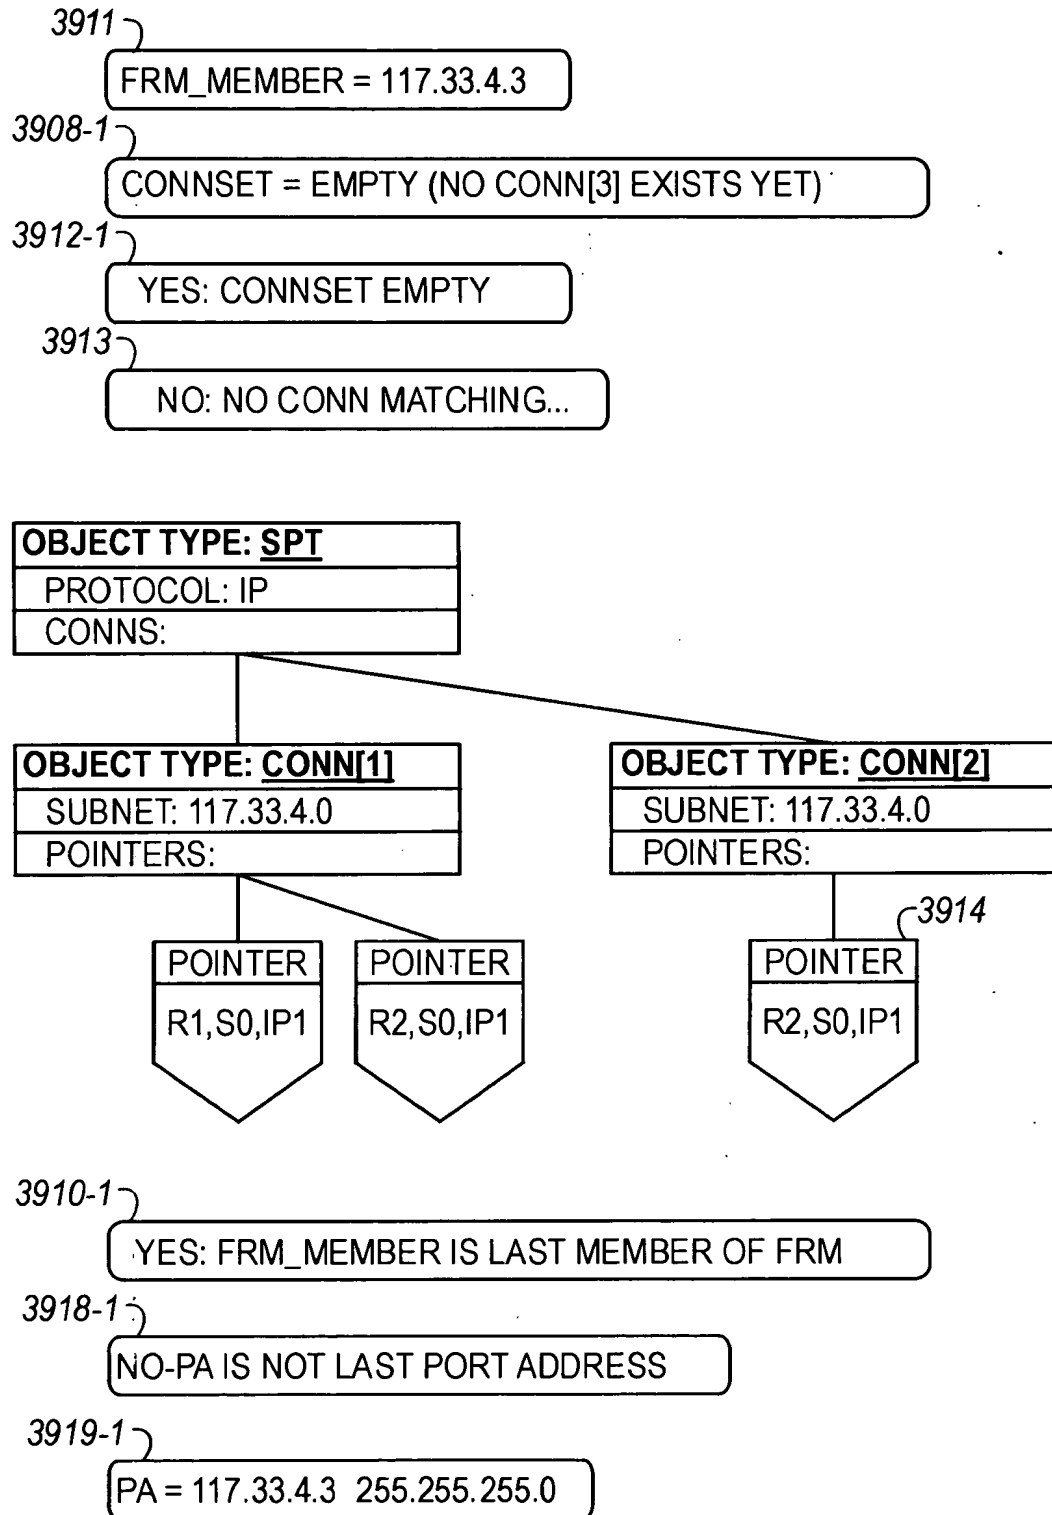 3911
FRM_MEMBER = 117.33.4.3
3908-1
CONNSET = EMPTY (NO CONN[3] EXISTS YET)
3912-1
YES: CONNSET EMPTY
3913
NO: NO CONN MATCHING...
OBJECT TYPE: SPT
PROTOCOL: IP
CONNS:
OBJECT TYPE: CONN[1]
SUBNET: 117.33.4.0
POINTERS:
OBJECT TYPE: CONN[2]
SUBNET: 117.33.4.0
POINTERS:
3914
POINTER
R1,S0,IP1
POINTER
R2,S0,IP1
POINTER
R2,S0,IP1
3910-1
YES: FRM_MEMBER IS LAST MEMBER OF FRM
3918-1
NO-PA IS NOT LAST PORT ADDRESS
3919-1
PA = 117.33.4.3 255.255.255.0